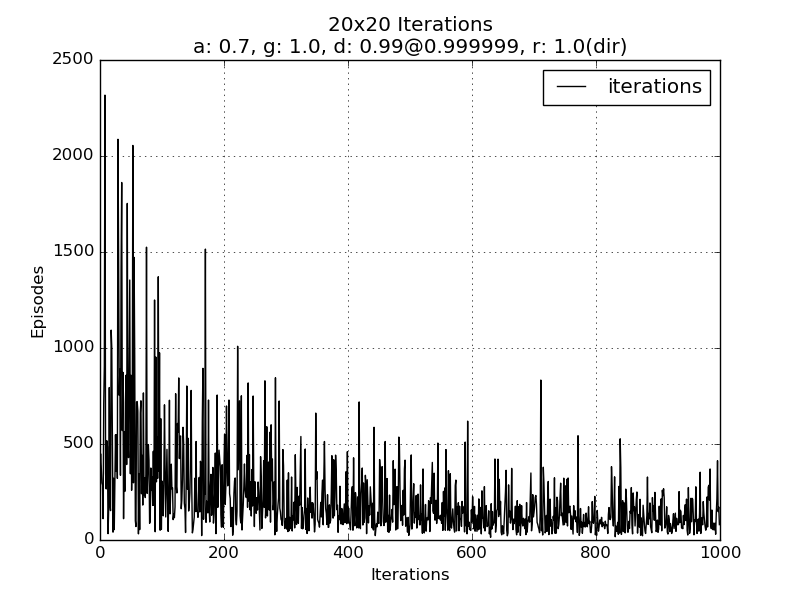 20x20 Iterations
a: 0.7, g: 1.0, d: 0.99@0.999999, r: 1.0(dir)
iterations
2500
2000
1500
1000
500
0
Episodes
0 200 400 600 800 1000
Iterations